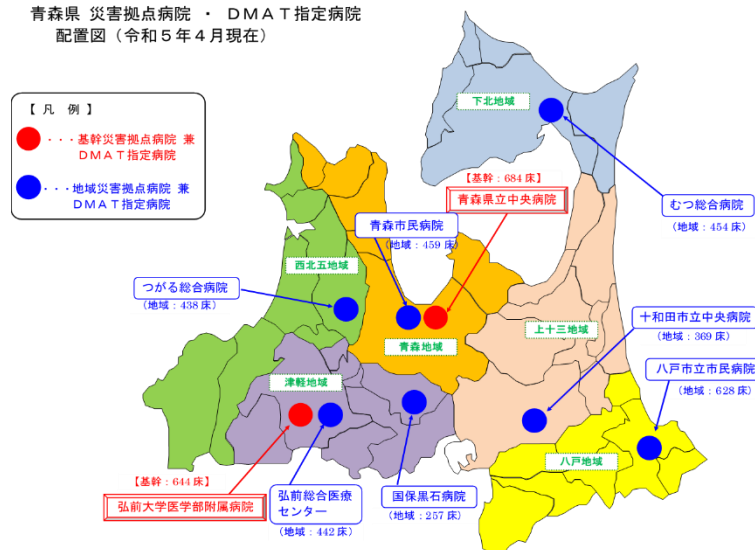 青森県 災害拠点病院 ・ DMAT指定病院
配置図（令和５年４月現在）
【 凡 例 】
・・・基幹災害拠点病院 兼
DMAT指定病院
・・・地域災害拠点病院 兼
DMAT指定病院
下北地域
【基幹：684 床】
青森県立中央病院
むつ総合病院
（地域：454 床）
青森市民病院
（地域：459 床）
西北五地域
つがる総合病院
（地域：438 床）
十和田市立中央病院
（地域：369 床）
上十三地域
青森地域
八戸市立市民病院
（地域：628 床）
津軽地域
八戸地域
【基幹：644 床】
弘前大学医学部附属病院
弘前総合医療
センター
（地域：442 床）
国保黒石病院
（地域：257 床）